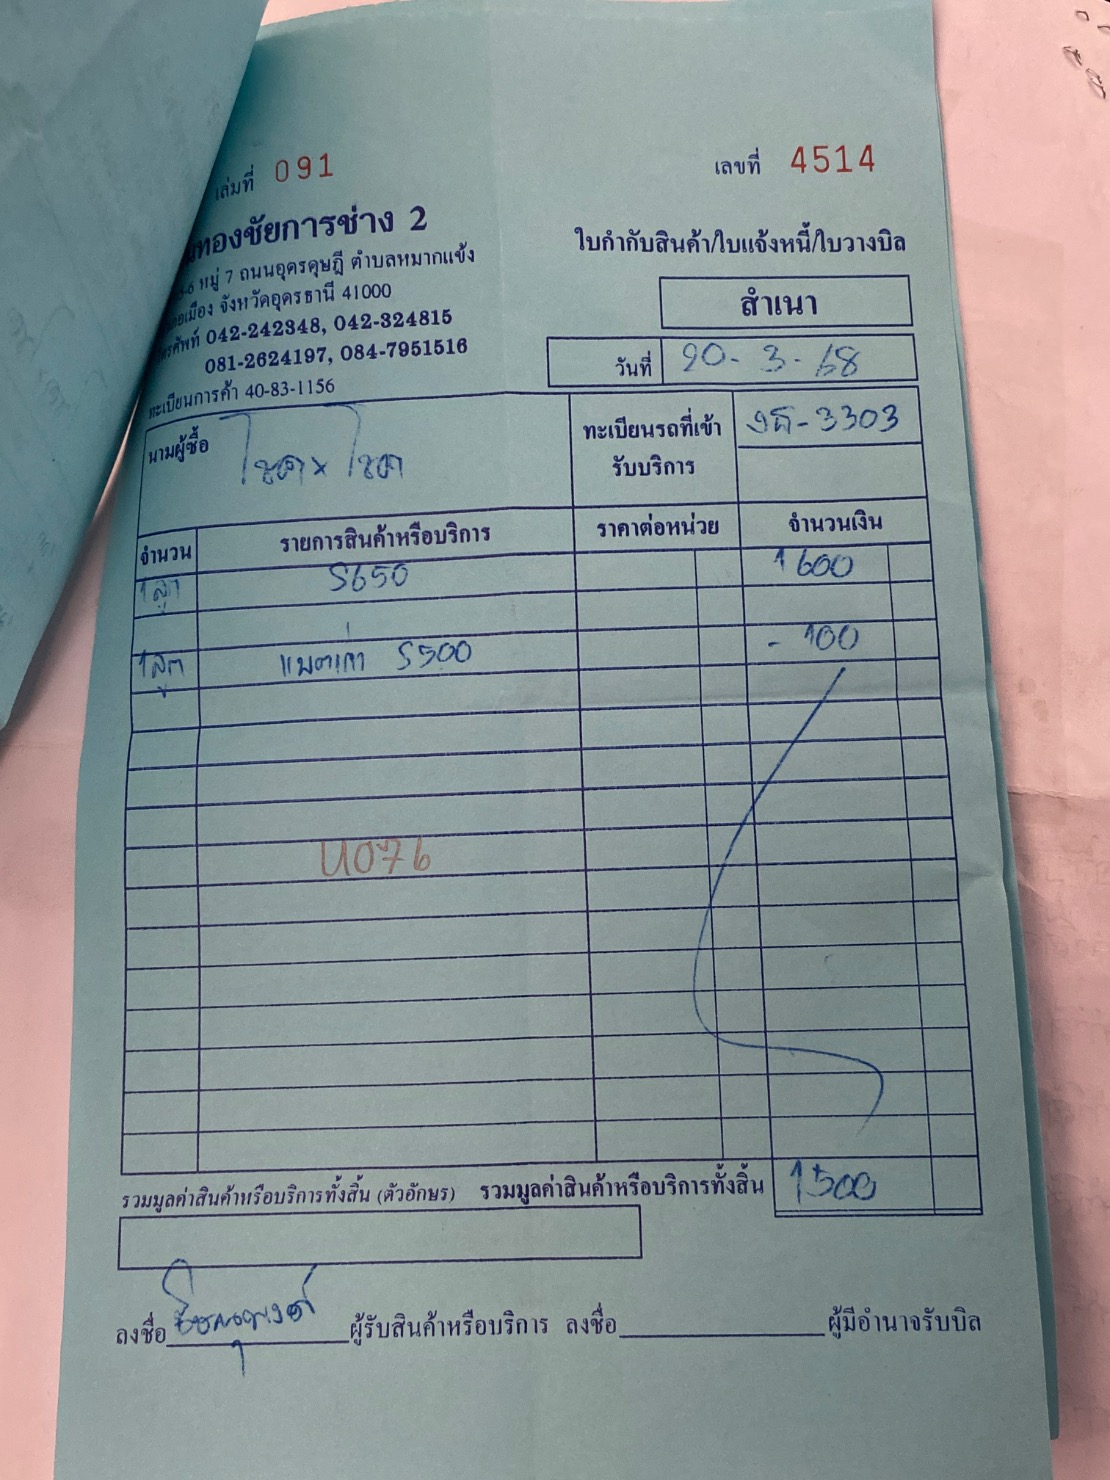 เล่มที่ 091
เลขที่ 4514
ทองชัยการช่าง 2
ใบกำกับสินค้า/ใบแจ้งหนี้/ใบวางบิล
หมู่ 7 ถนนอุดรดุษฎี ตำบลหมากแข้ง
เมือง จังหวัดอุดรธานี 41000
สำเนา
042-242348, 042-324815
081-2624197, 084-7951516
วันที่ 20-3-68
ทะเบียนการค้า 40-83-1156
นามผู้ซื้อ โชค x โชค
ทะเบียนรถที่เข้า
รับบริการ
3303
จำนวน รายการสินค้าหรือบริการ ราคาต่อหน่วย จำนวนเงิน
1 ลูก S650 1600
1 ลูก แบตเก่า S500 - 100
U076
รวมมูลค่าสินค้าหรือบริการทั้งสิ้น (ตัวอักษร) รวมมูลค่าสินค้าหรือบริการทั้งสิ้น 1500
ลงชื่อ ผู้รับสินค้าหรือบริการ ลงชื่อ ผู้มีอำนาจรับบิล